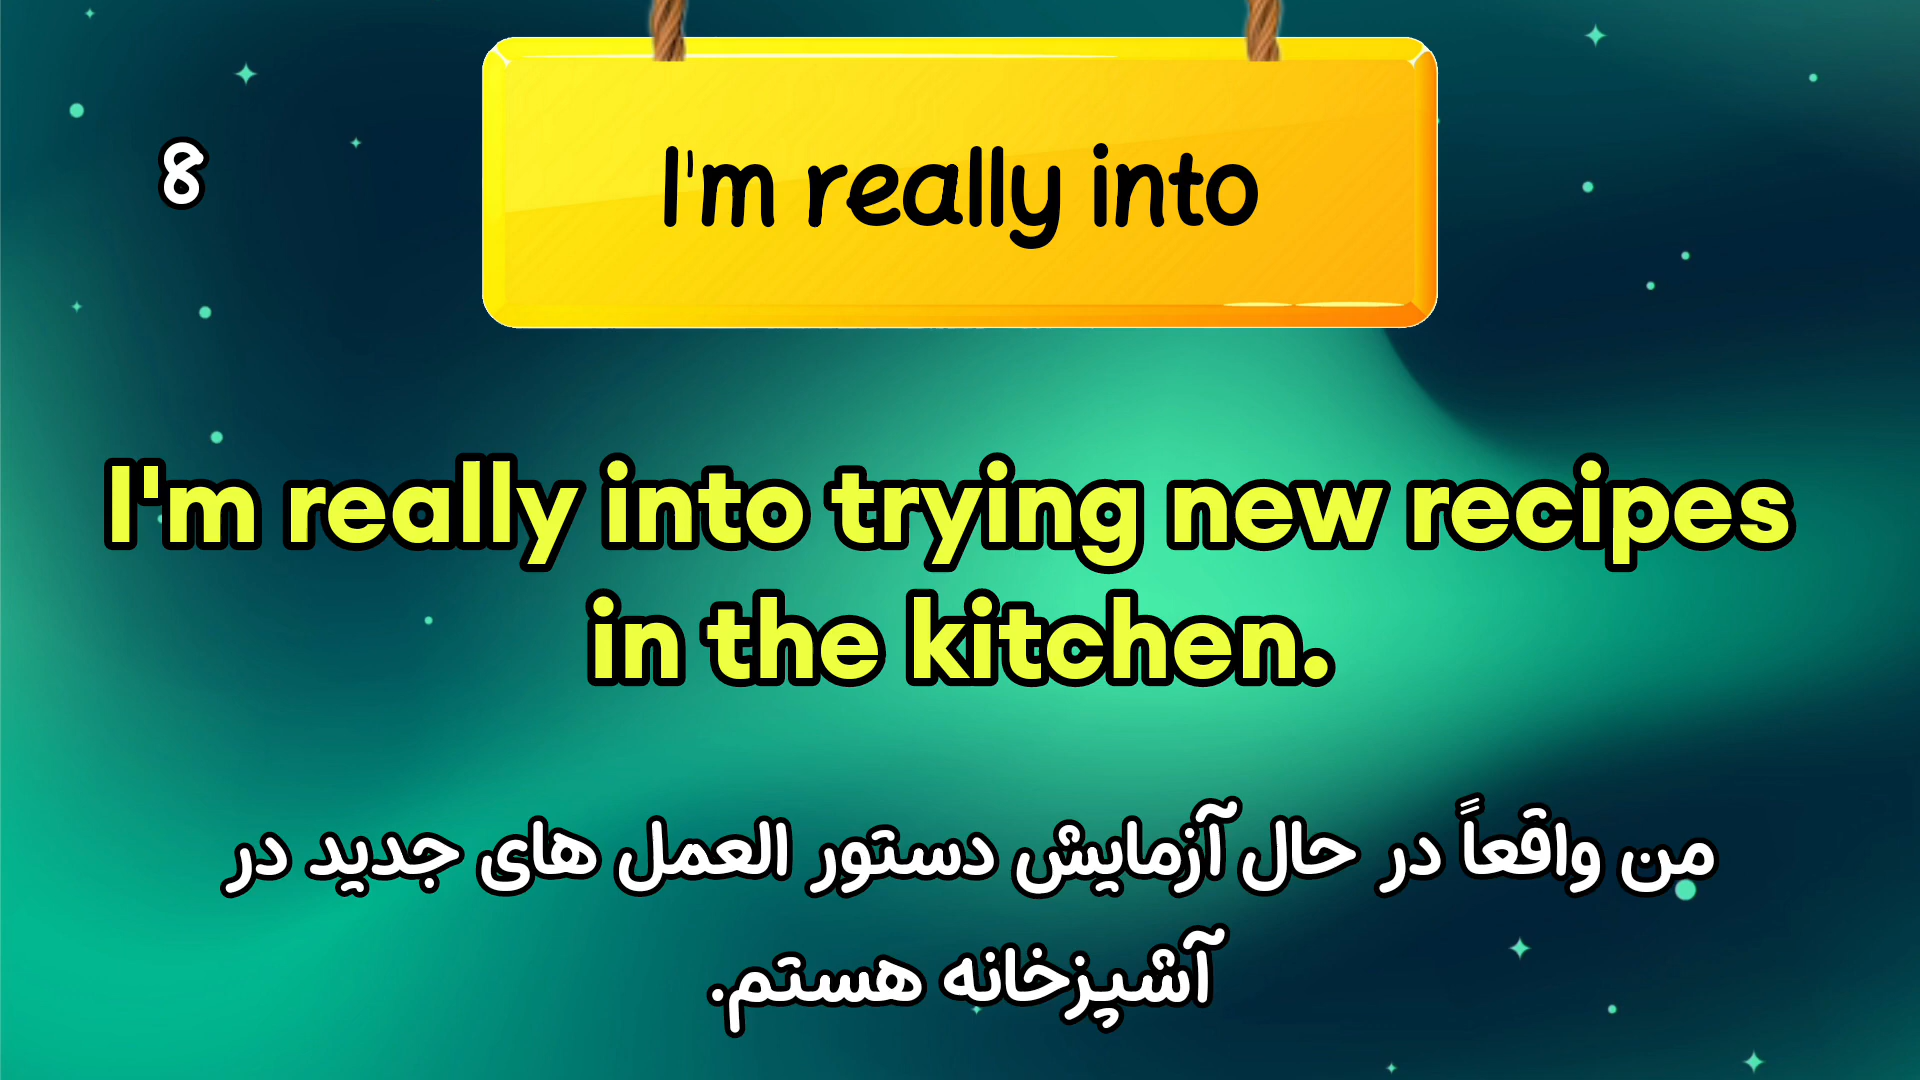 8
I'm really into
I'm really into trying new recipes
in the kitchen.
من واقعاً در حال آزمایش دستور العمل های جدید در
آشپزخانه هستم.